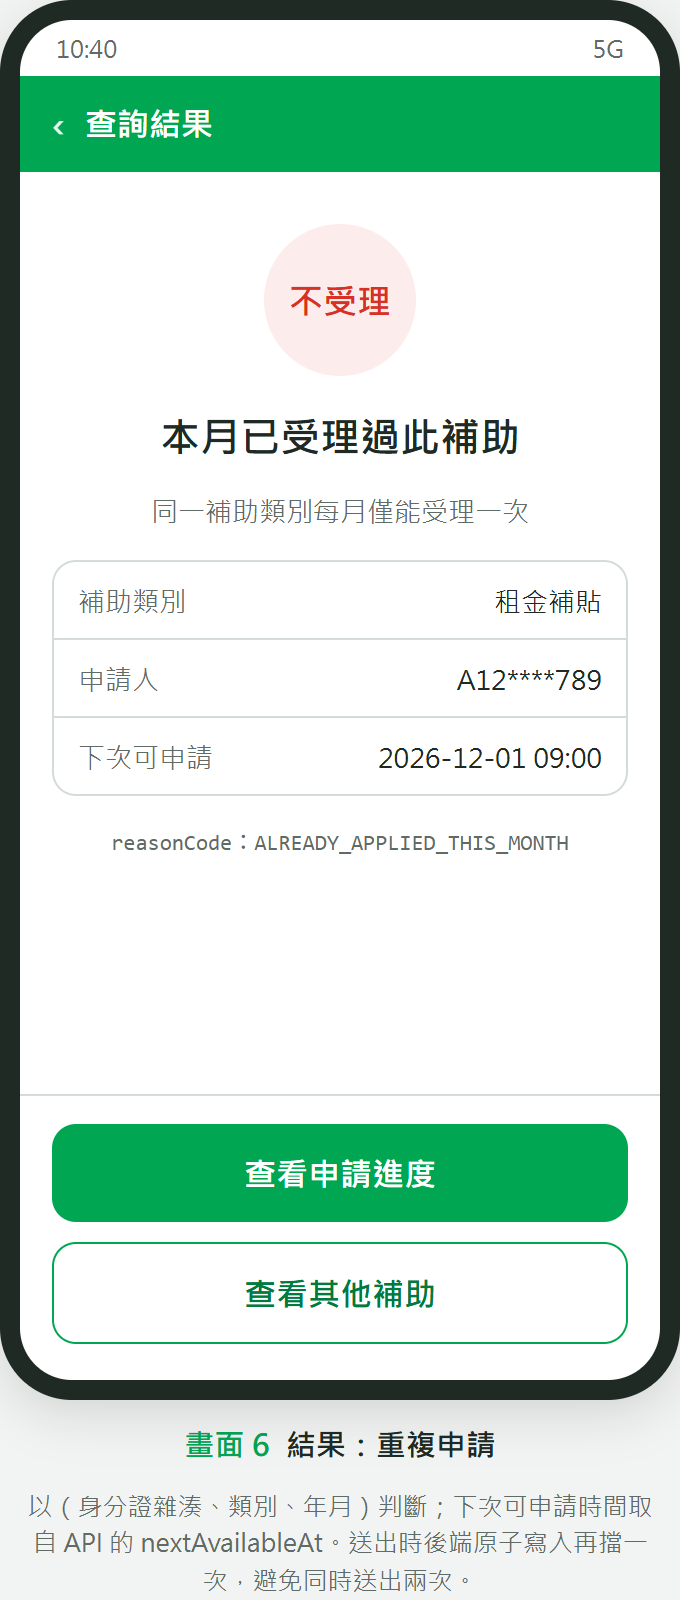 10:40 5G
‹ 查詢結果
不受理
本月已受理過此補助
同一補助類別每月僅能受理一次
補助類別 租金補貼
申請人 A12****789
下次可申請 2026-12-01 09:00
reasonCode：ALREADY_APPLIED_THIS_MONTH
查看申請進度
查看其他補助
畫面 6 結果：重複申請
以（身分證雜湊、類別、年月）判斷；下次可申請時間取
自 API 的 nextAvailableAt。送出時後端原子寫入再擋一
次，避免同時送出兩次。